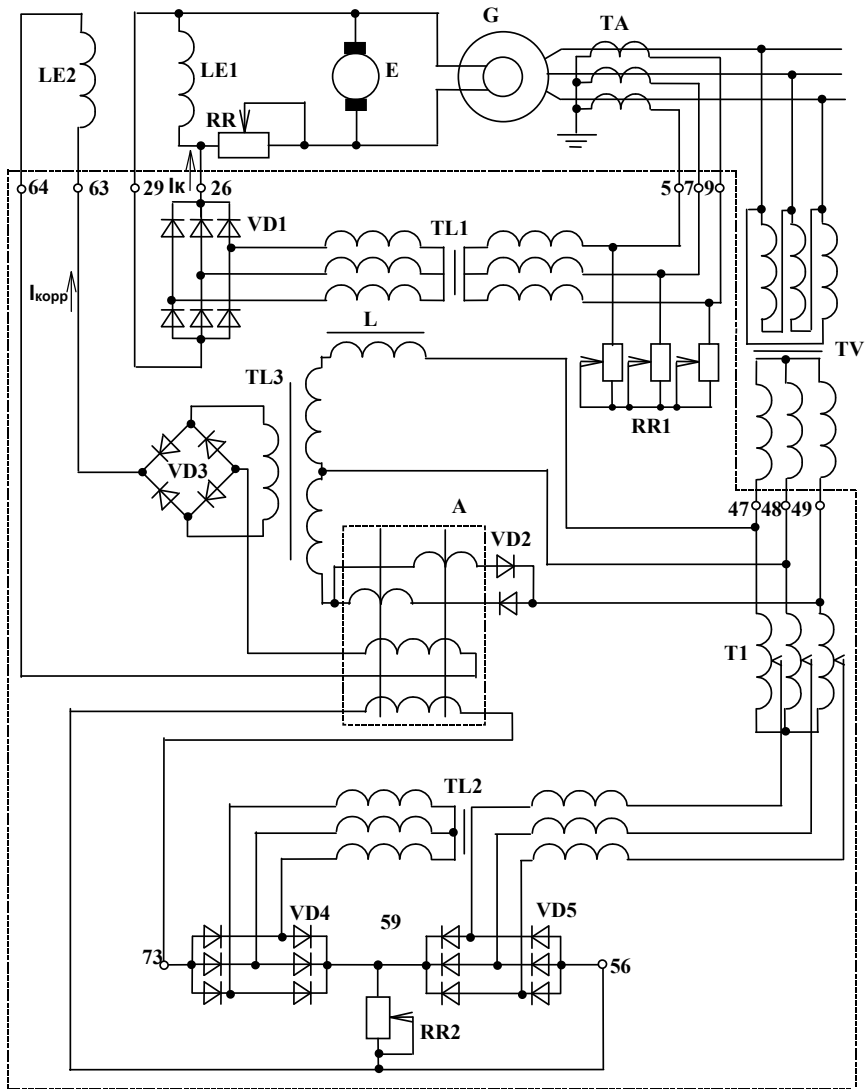 G
TA
LE2
LE1
E
RR
64
63
29
26
5
7
9
Iк
VD1
TL1
Iкорр
L
TV
TL3
RR1
VD3
A
VD2
47
48
49
T1
TL2
VD4
59
VD5
73
56
RR2